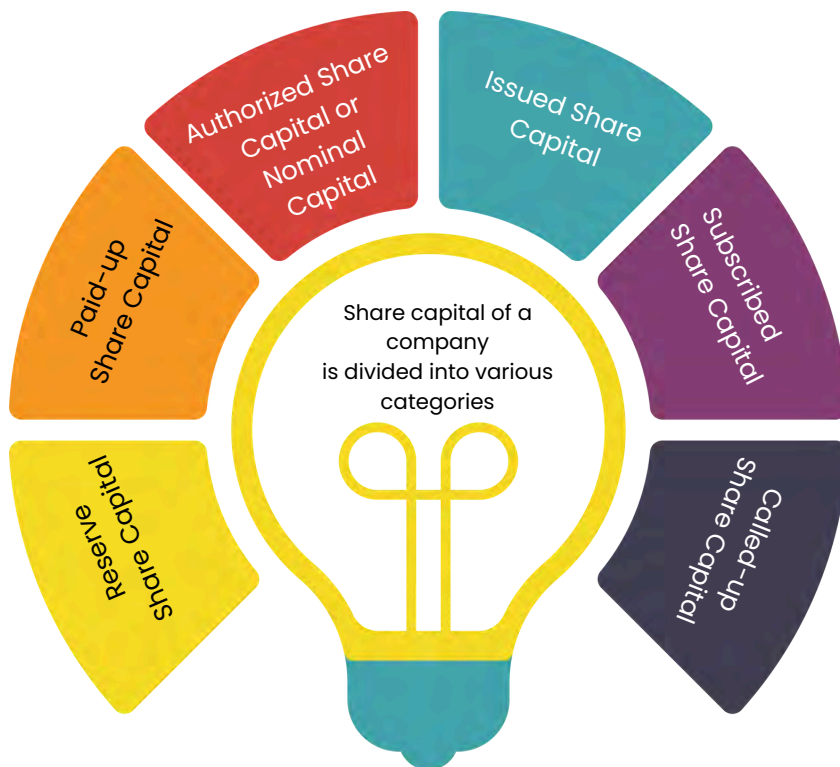 Authorized Share
Capital or
Nominal
Capital
Issued Share
Capital
Subscribed
Share Capital
Called-up
Share Capital
Paid-up
Share Capital
Reserve
Share Capital
Share capital of a
company
is divided into various
categories